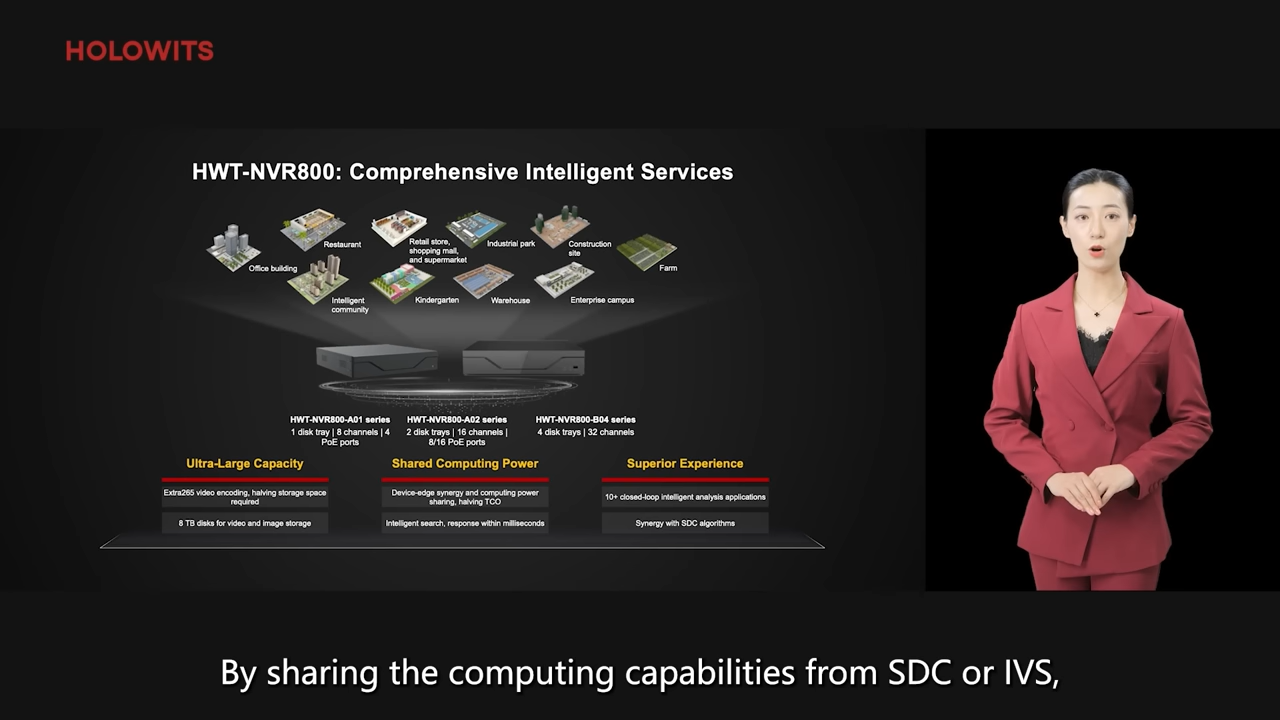 HOLOWITS
HWT-NVR800: Comprehensive Intelligent Services
Restaurant
Retail store,
shopping mall,
and supermarket
Industrial park
Construction
site
Office building
Farm
Intelligent
community
Kindergarten
Warehouse
Enterprise campus
HWT-NVR800-A01 series
1 disk tray | 8 channels | 4
PoE ports
HWT-NVR800-A02 series
2 disk trays | 16 channels |
8/16 PoE ports
HWT-NVR800-B04 series
4 disk trays | 32 channels
Ultra-Large Capacity
Extra265 video encoding, halving storage space
required
8 TB disks for video and image storage
Shared Computing Power
Device-edge synergy and computing power
sharing, halving TCO
Intelligent search, response within milliseconds
Superior Experience
10+ closed-loop intelligent analysis applications
Synergy with SDC algorithms
By sharing the computing capabilities from SDC or IVS,